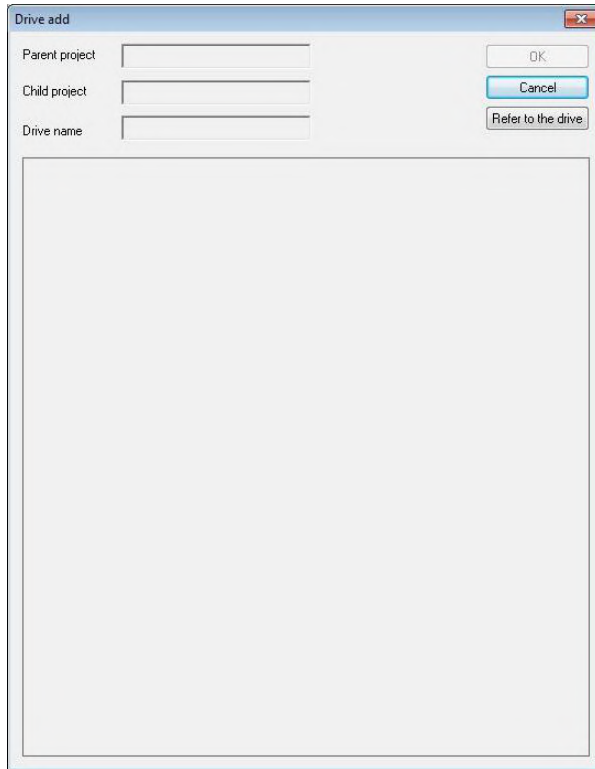 Drive add
Parent project
OK
Child project
Cancel
Drive name
Refer to the drive